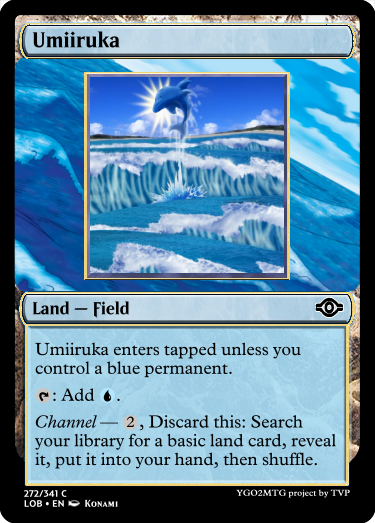 Umiiruka
Land — Field
Umiiruka enters tapped unless you
control a blue permanent.
: Add .
Channel — 2, Discard this: Search
your library for a basic land card, reveal
it, put it into your hand, then shuffle.
272/341 C
YGO2MTG project by TVP
LOB • EN Konami